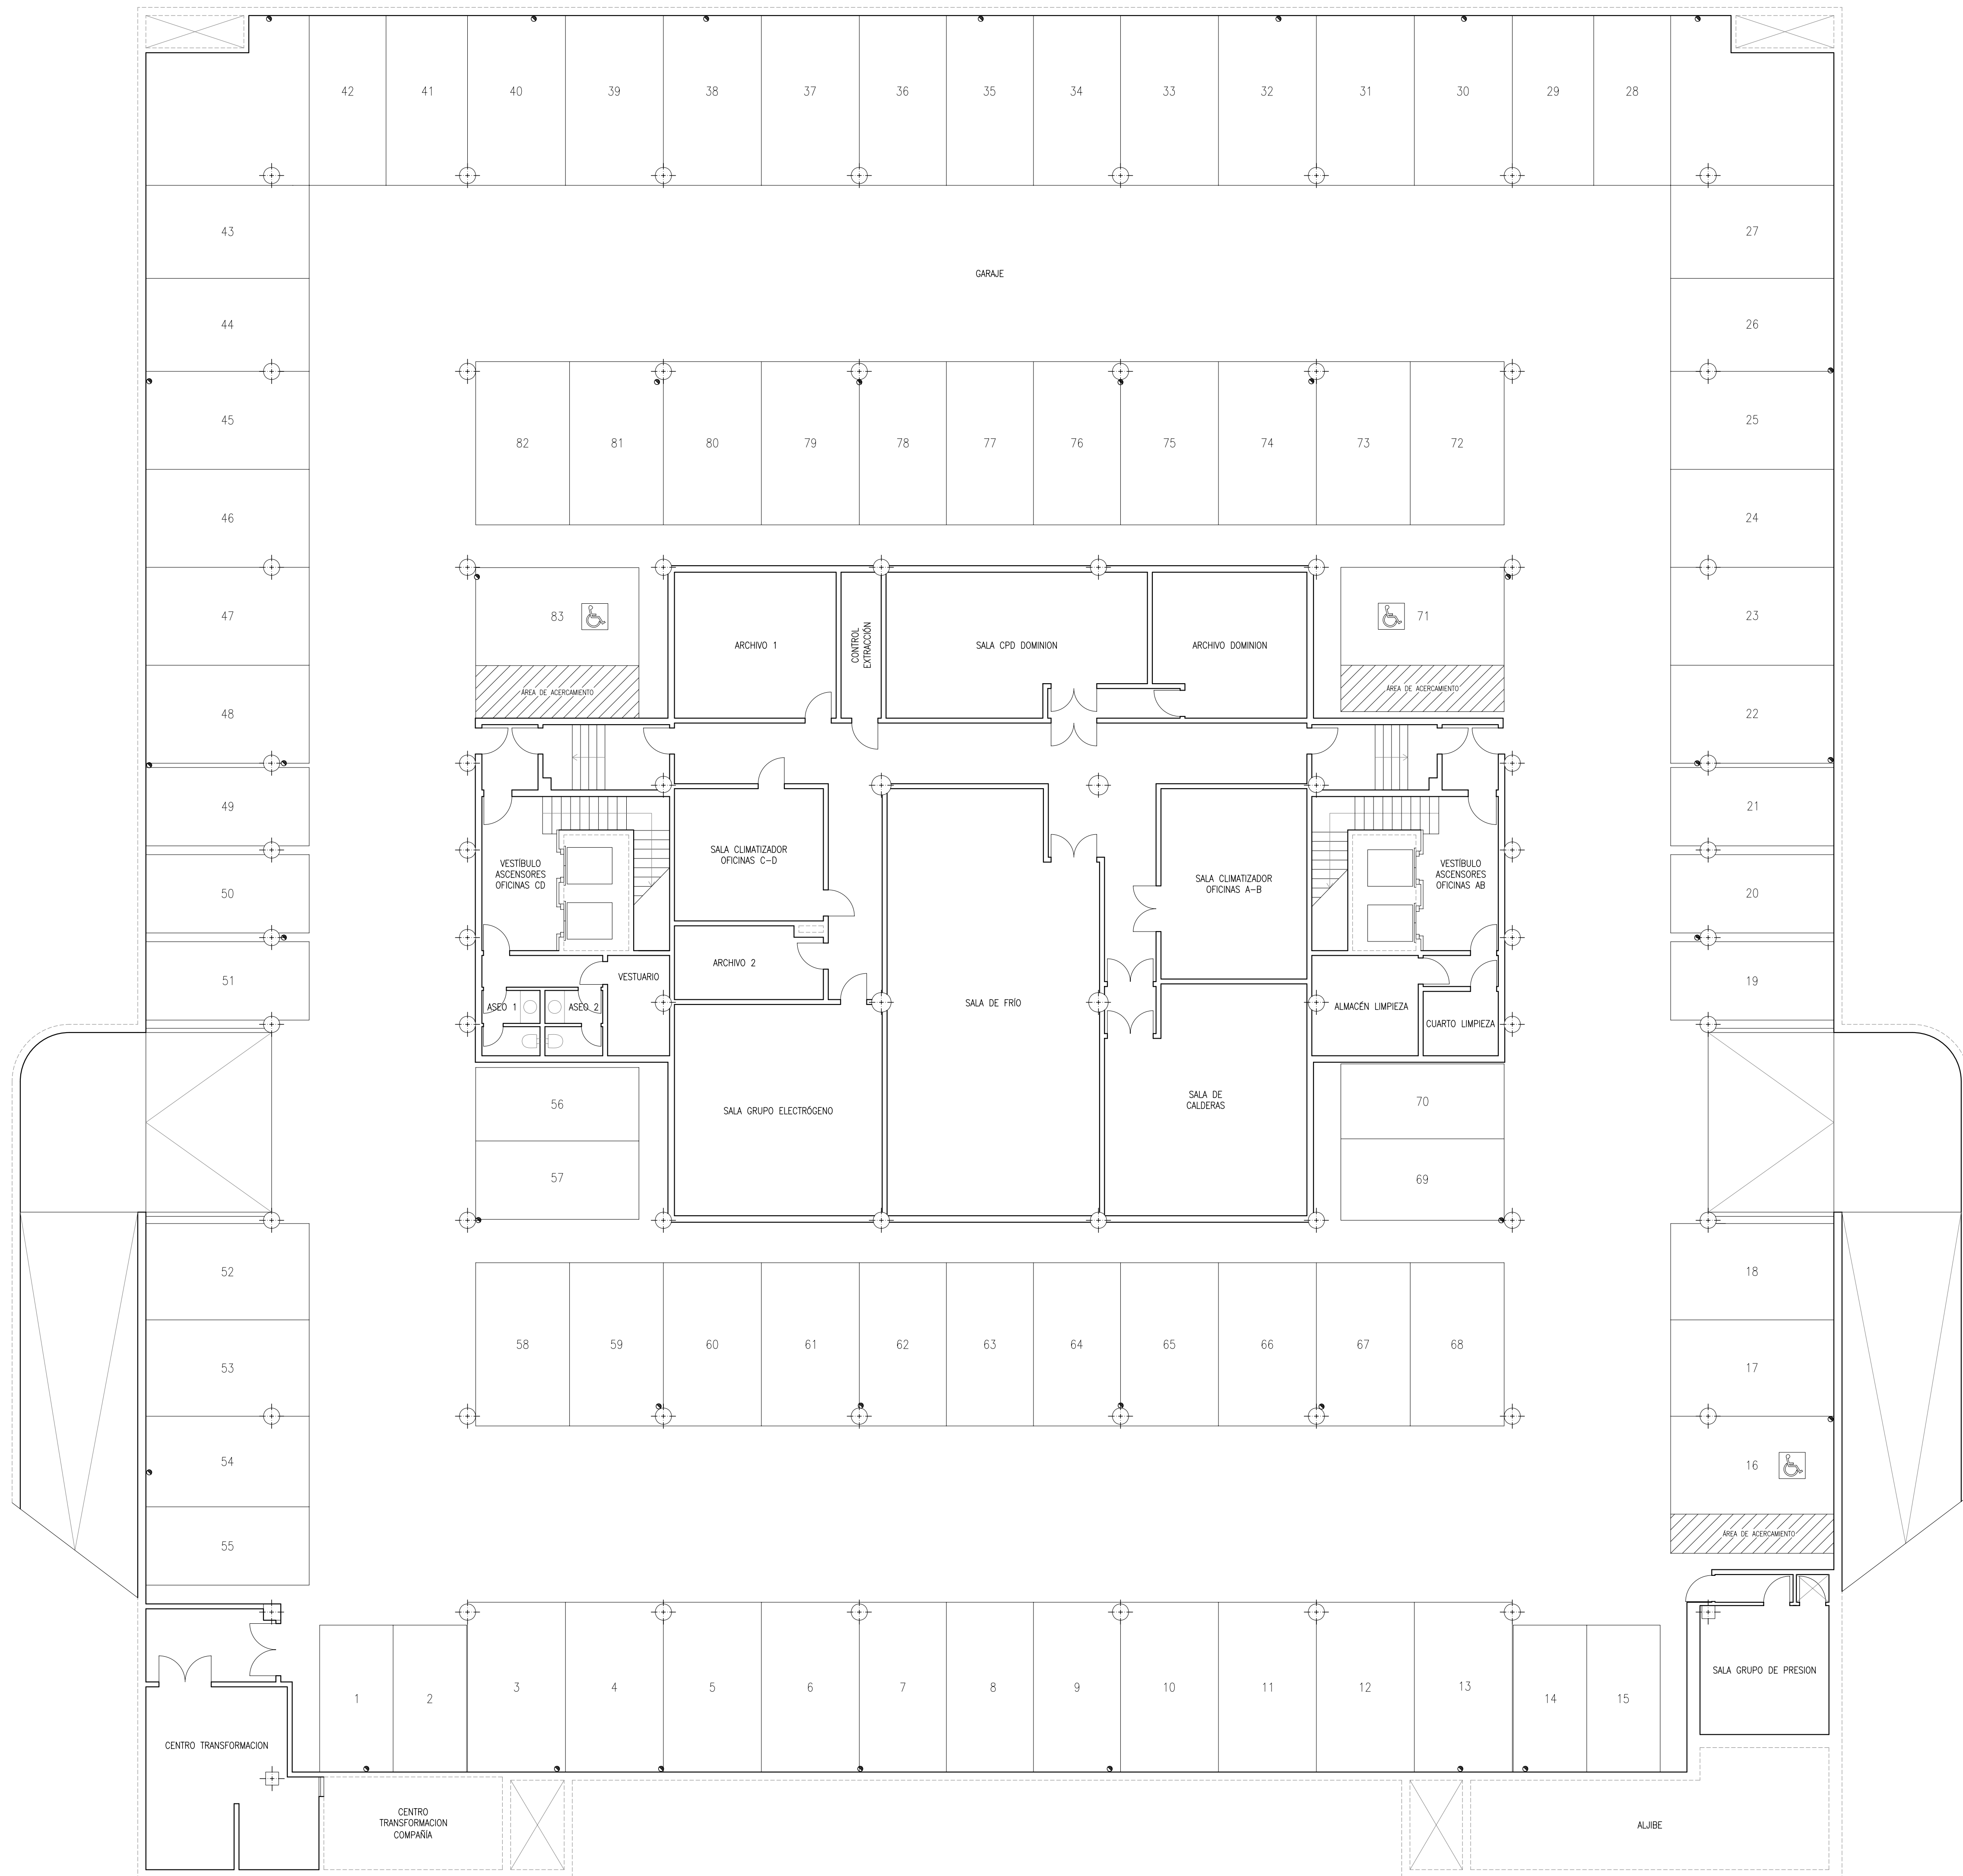 42 41 40 39 38 37 36 35 34 33 32 31 30 29 28
43
27
GARAJE
44
26
45
82 81 80 79 78 77 76 75 74 73 72
25
46
24
47
83
71
23
ARCHIVO 1
CONTROL
EXTRACCIÓN
SALA CPD DOMINION
ARCHIVO DOMINION
ÁREA DE ACERCAMIENTO
ÁREA DE ACERCAMIENTO
48
22
49
21
SALA CLIMATIZADOR
OFICINAS C-D
VESTÍBULO
ASCENSORES
OFICINAS CD
SALA CLIMATIZADOR
OFICINAS A-B
VESTÍBULO
ASCENSORES
OFICINAS AB
50
20
ARCHIVO 2
VESTUARIO
51
19
ASEO 1
ASEO 2
SALA DE FRÍO
ALMACÉN LIMPIEZA
CUARTO LIMPIEZA
56
SALA GRUPO ELECTRÓGENO
SALA DE
CALDERAS
70
57
69
52
18
58 59 60 61 62 63 64 65 66 67 68
53
17
54
16
ÁREA DE ACERCAMIENTO
55
1 2 3 4 5 6 7 8 9 10 11 12 13 14 15
SALA GRUPO DE PRESION
CENTRO TRANSFORMACION
CENTRO
TRANSFORMACION
COMPAÑÍA
ALJIBE